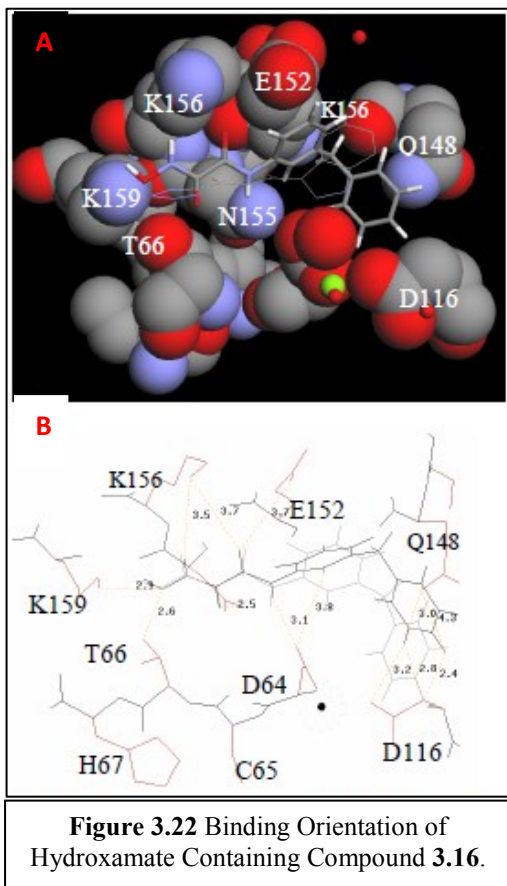 A
E152
K156
'K156
Q148
K159
N155
T66
D116
B
K156
E152
3.5
3.7
3.7
Q148
K159
2.9
2.6
2.5
3.8
3.1
3.0
4.3
T66
D64
3.2
2.8
2.4
D116
H67
C65
Figure 3.22 Binding Orientation of
Hydroxamate Containing Compound 3.16.